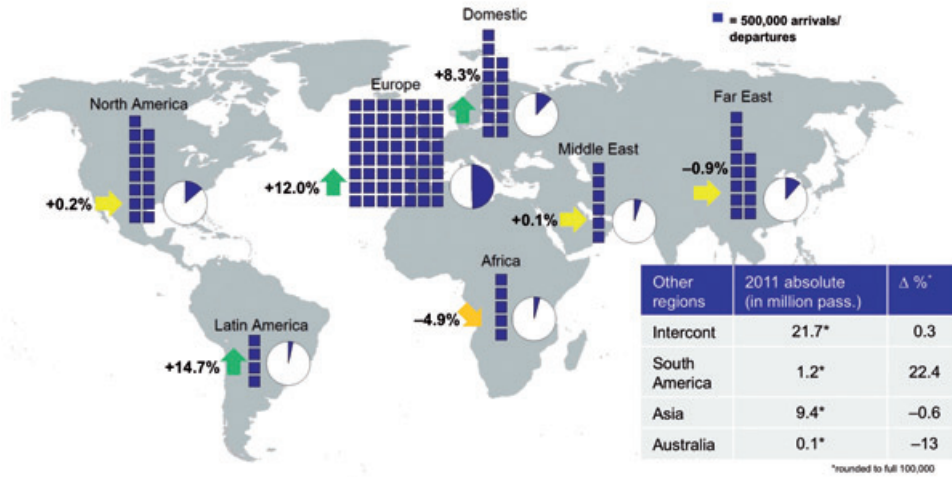 Domestic
= 500,000 arrivals/
departures
+8.3%
Europe
North America
Far East
Middle East
–0.9%
+12.0%
+0.2%
+0.1%
Africa
–4.9%
Latin America
+14.7%
Other regions 2011 absolute (in million pass.) Δ %*
Intercont 21.7* 0.3
South America 1.2* 22.4
Asia 9.4* –0.6
Australia 0.1* –13
*rounded to full 100,000